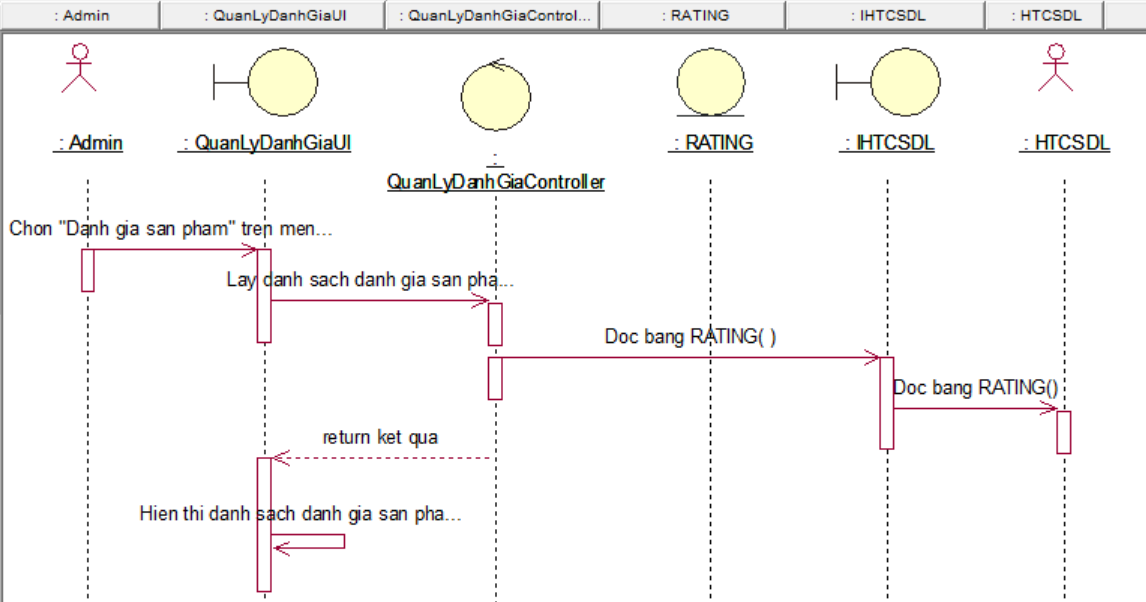 : Admin
: QuanLyDanhGiaUI
: QuanLyDanhGiaControl...
: RATING
: IHTCSDL
: HTCSDL
: Admin
: QuanLyDanhGiaUI
:
QuanLyDanhGiaController
: RATING
: IHTCSDL
: HTCSDL
Chon "Danh gia san pham" tren men...
Lay danh sach danh gia san pha...
Doc bang RATING( )
Doc bang RATING()
return ket qua
Hien thi danh sach danh gia san pha...